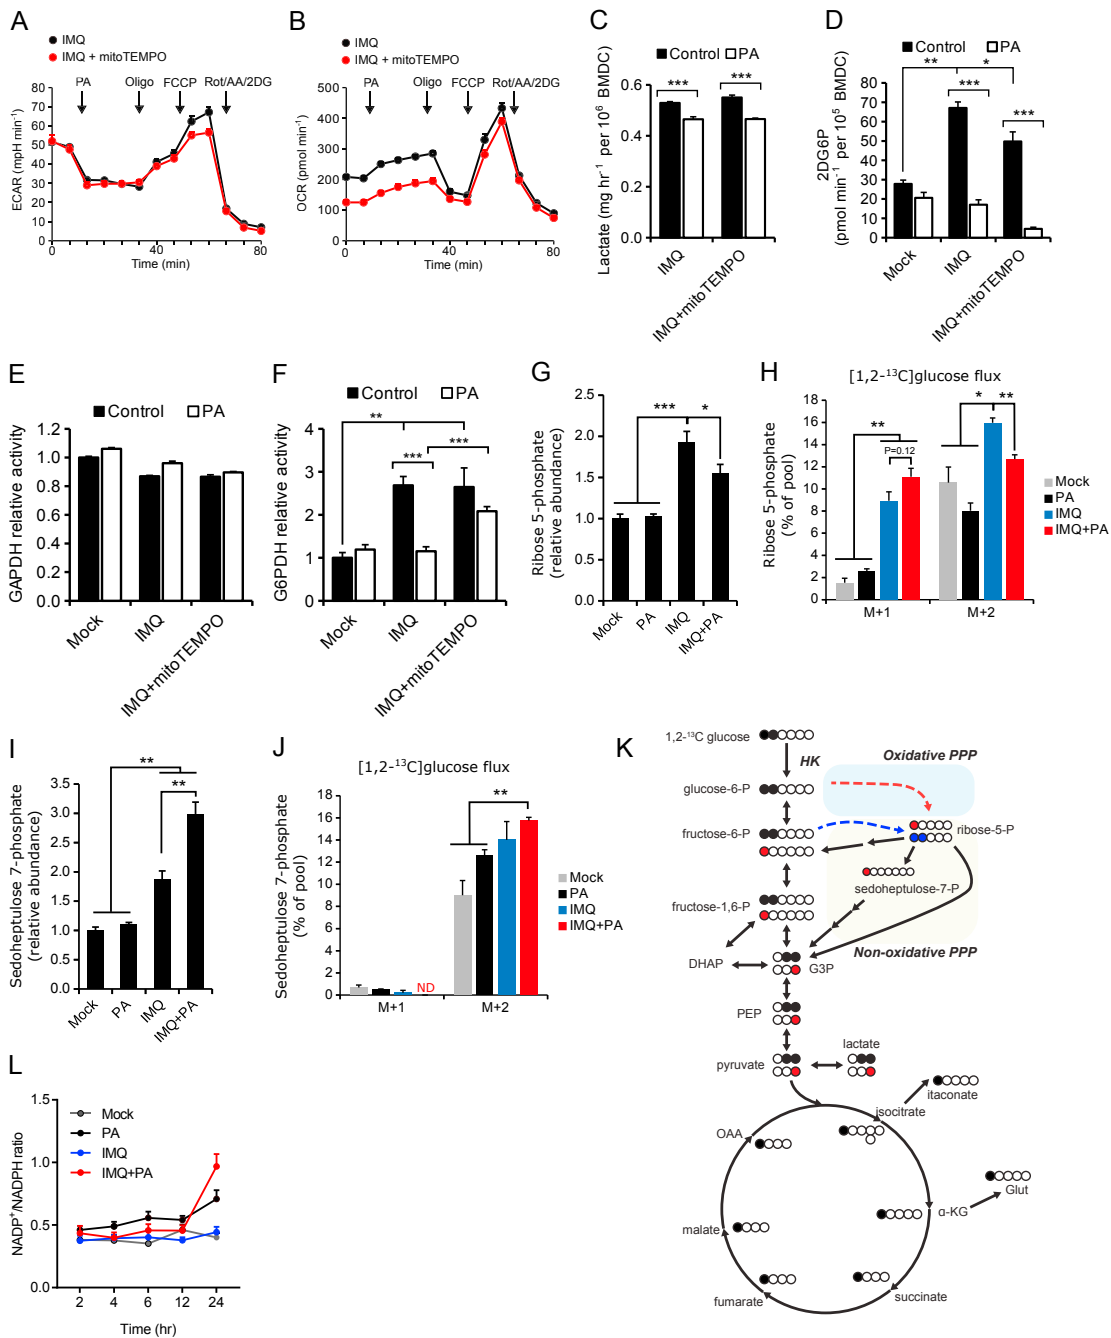 A
IMQ
IMQ + mitoTEMPO
PA
Oligo
FCCP
Rot/AA/2DG
ECAR (mpH min⁻¹)
80
70
60
50
40
30
20
10
0
0
40
80
Time (min)
B
IMQ
IMQ + mitoTEMPO
PA
Oligo
FCCP
Rot/AA/2DG
OCR (pmol min⁻¹)
500
400
300
200
100
0
0
40
80
Time (min)
C
Control PA
Lactate (mg hr⁻¹ per 10⁶ BMDC)
0.6
0.3
0.0
***
***
IMQ
IMQ+mitoTEMPO
D
Control PA
2DG6P
(pmol min⁻¹ per 10⁵ BMDC)
80
70
60
50
40
30
20
10
0
**
*
***
***
Mock
IMQ
IMQ+mitoTEMPO
E
Control PA
GAPDH relative activity
1.2
1.0
0.8
0.6
0.4
0.2
0.0
Mock
IMQ
IMQ+mitoTEMPO
F
Control PA
G6PDH relative activity
4
3
2
1
0
**
***
***
Mock
IMQ
IMQ+mitoTEMPO
G
Ribose 5-phosphate
(relative abundance)
2.5
2.0
1.5
1.0
0.5
0
***
*
Mock
PA
IMQ
IMQ+PA
H
[1,2-¹³C]glucose flux
Ribose 5-phosphate
(% of pool)
18
16
14
12
10
8
6
4
2
0
**
P=0.12
*
**
M+1
M+2
Mock
PA
IMQ
IMQ+PA
I
Sedoheptulose 7-phosphate
(relative abundance)
3.5
3.0
2.5
2.0
1.5
1.0
0.5
0
**
**
Mock
PA
IMQ
IMQ+PA
J
[1,2-¹³C]glucose flux
Sedoheptulose 7-phosphate
(% of pool)
18
16
14
12
10
8
6
4
2
0
ND
**
M+1
M+2
Mock
PA
IMQ
IMQ+PA
K
1,2-¹³C glucose
HK
Oxidative PPP
glucose-6-P
fructose-6-P
ribose-5-P
sedoheptulose-7-P
fructose-1,6-P
Non-oxidative PPP
DHAP
G3P
PEP
pyruvate
lactate
itaconate
isocitrate
OAA
Glut
α-KG
malate
succinate
fumarate
L
NADP⁺/NADPH ratio
1.5
1.0
0.5
0.0
Mock
PA
IMQ
IMQ+PA
2
4
6
12
24
Time (hr)